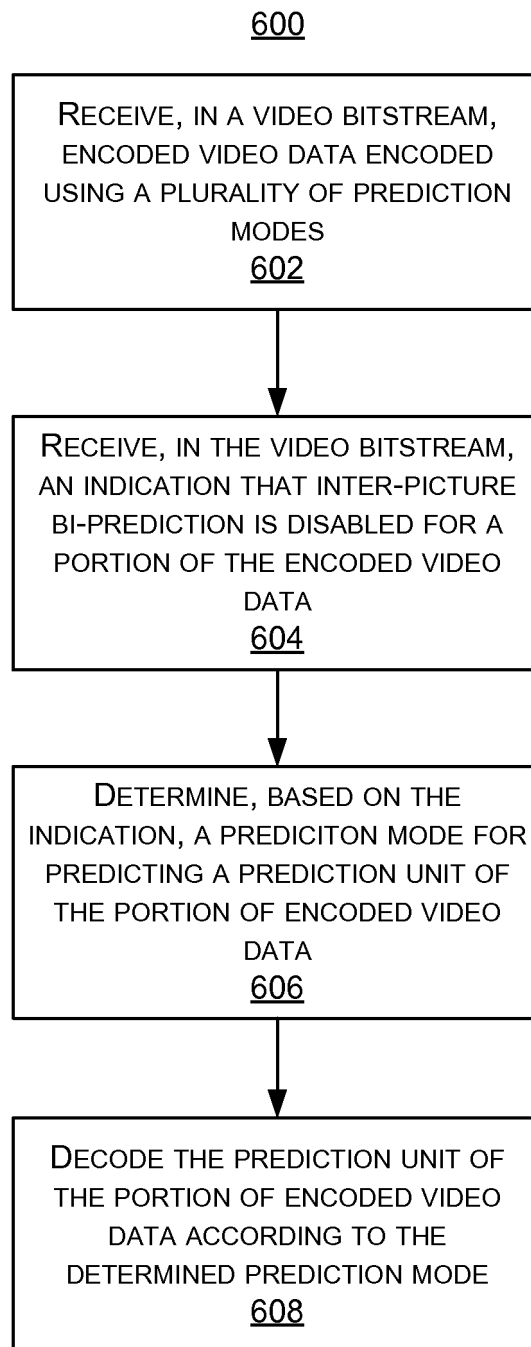 600
RECEIVE, IN A VIDEO BITSTREAM,
ENCODED VIDEO DATA ENCODED
USING A PLURALITY OF PREDICTION
MODES
602
RECEIVE, IN THE VIDEO BITSTREAM,
AN INDICATION THAT INTER-PICTURE
BI-PREDICTION IS DISABLED FOR A
PORTION OF THE ENCODED VIDEO
DATA
604
DETERMINE, BASED ON THE
INDICATION, A PREDICITON MODE FOR
PREDICTING A PREDICTION UNIT OF
THE PORTION OF ENCODED VIDEO
DATA
606
DECODE THE PREDICTION UNIT OF
THE PORTION OF ENCODED VIDEO
DATA ACCORDING TO THE
DETERMINED PREDICTION MODE
608